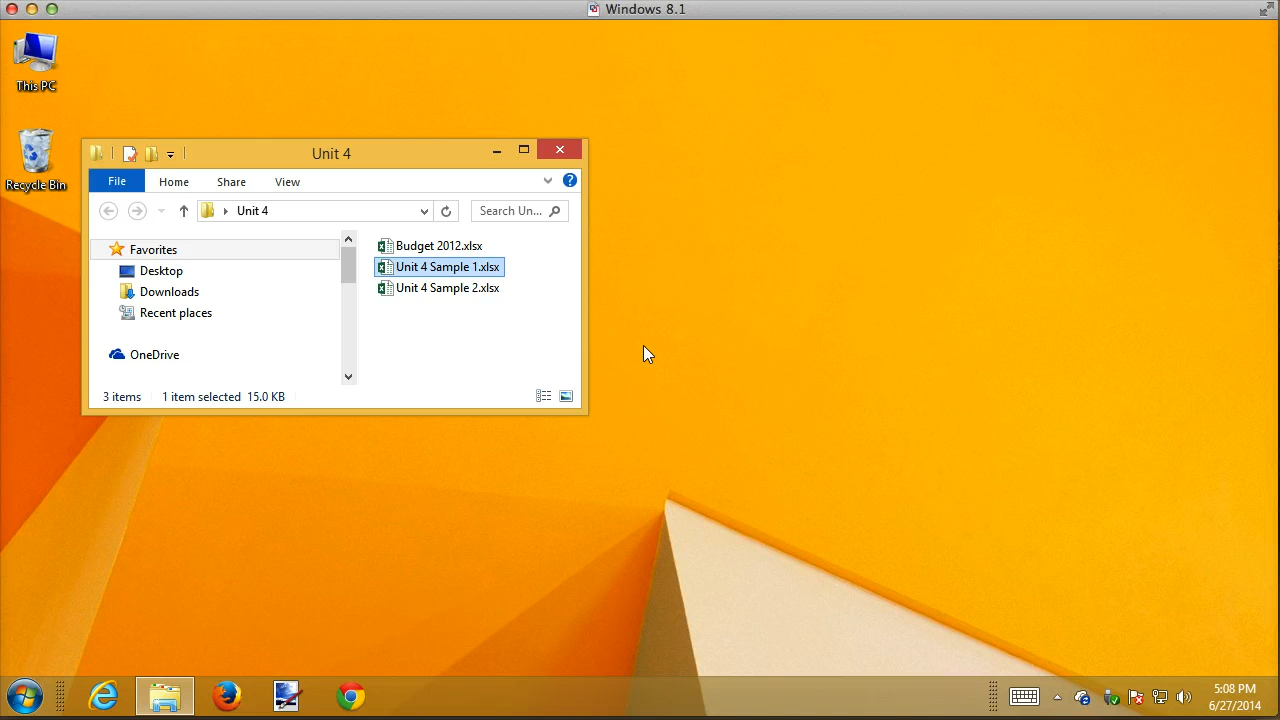 Windows 8.1
This PC
Recycle Bin
Unit 4
File Home Share View
Unit 4
Search Un...
Favorites
Desktop
Downloads
Recent places
OneDrive
Budget 2012.xlsx
Unit 4 Sample 1.xlsx
Unit 4 Sample 2.xlsx
3 items 1 item selected 15.0 KB
5:08 PM
6/27/2014